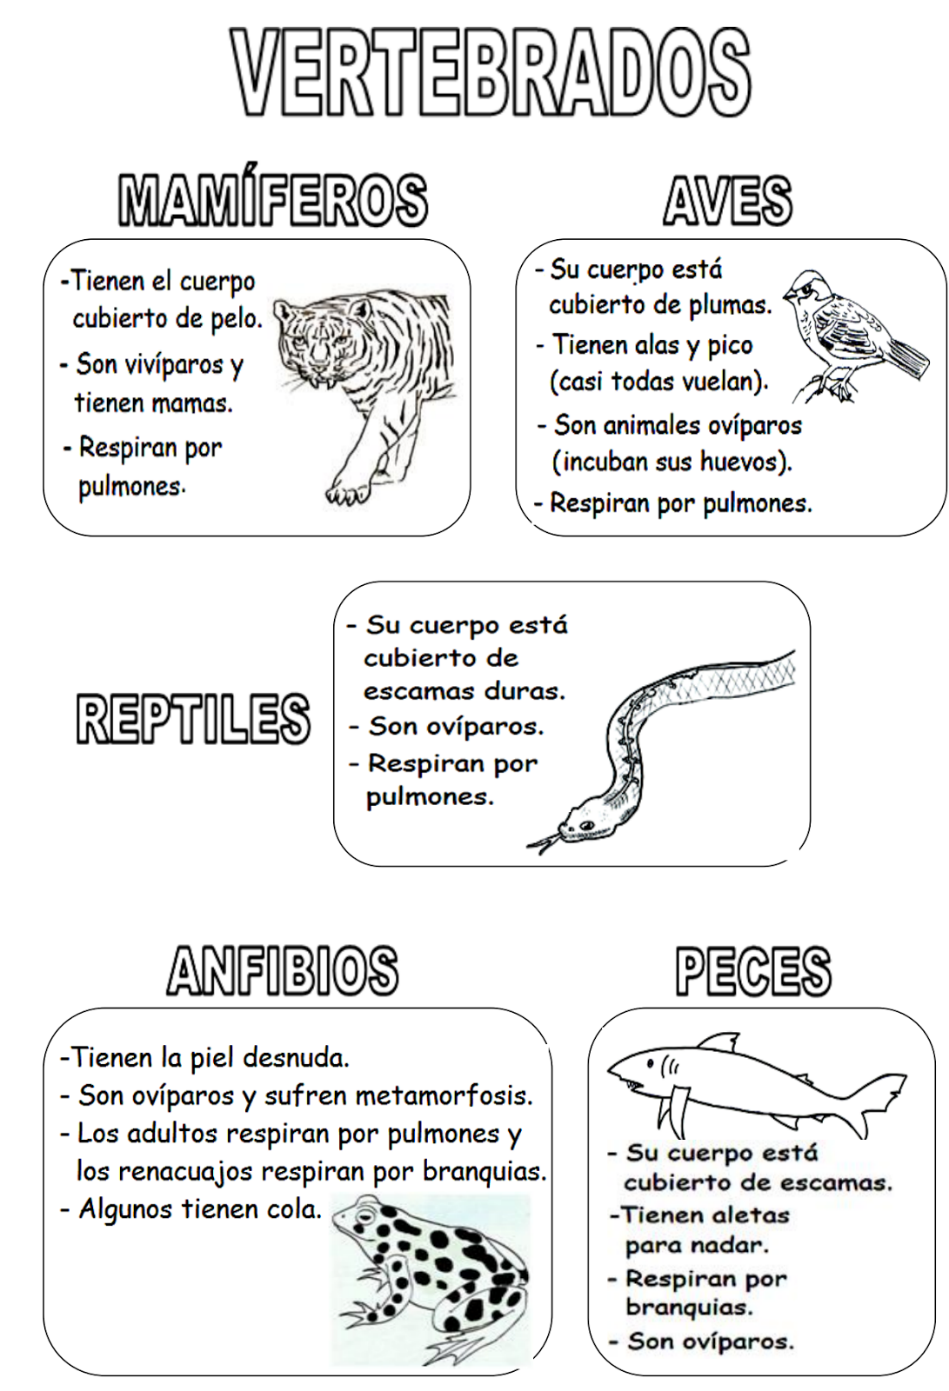 VERTEBRADOS
MAMÍFEROS
-Tienen el cuerpo
cubierto de pelo.
- Son vivíparos y
tienen mamas.
- Respiran por
pulmones.
AVES
- Su cuerpo está
cubierto de plumas.
- Tienen alas y pico
(casi todas vuelan).
- Son animales ovíparos
(incuban sus huevos).
- Respiran por pulmones.
REPTILES
- Su cuerpo está
cubierto de
escamas duras.
- Son ovíparos.
- Respiran por
pulmones.
ANFIBIOS
-Tienen la piel desnuda.
- Son ovíparos y sufren metamorfosis.
- Los adultos respiran por pulmones y
los renacuajos respiran por branquias.
- Algunos tienen cola.
PECES
- Su cuerpo está
cubierto de escamas.
-Tienen aletas
para nadar.
- Respiran por
branquias.
- Son ovíparos.